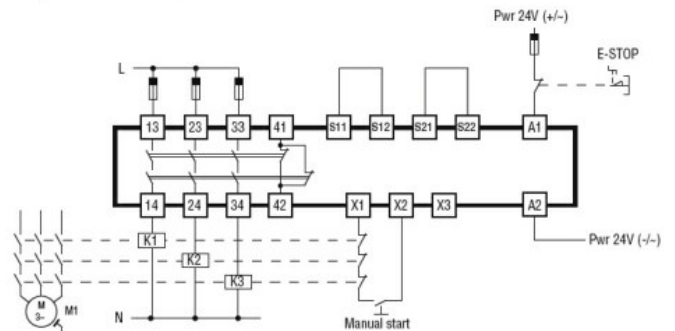 Pwr 24V (+/~)
E-STOP
L
13 23 33 41 S11 S12 S21 S22 A1
14 24 34 42 X1 X2 X3 A2
K1
Pwr 24V (-/~)
K2
K3
M
3~
M1
N
Manual start